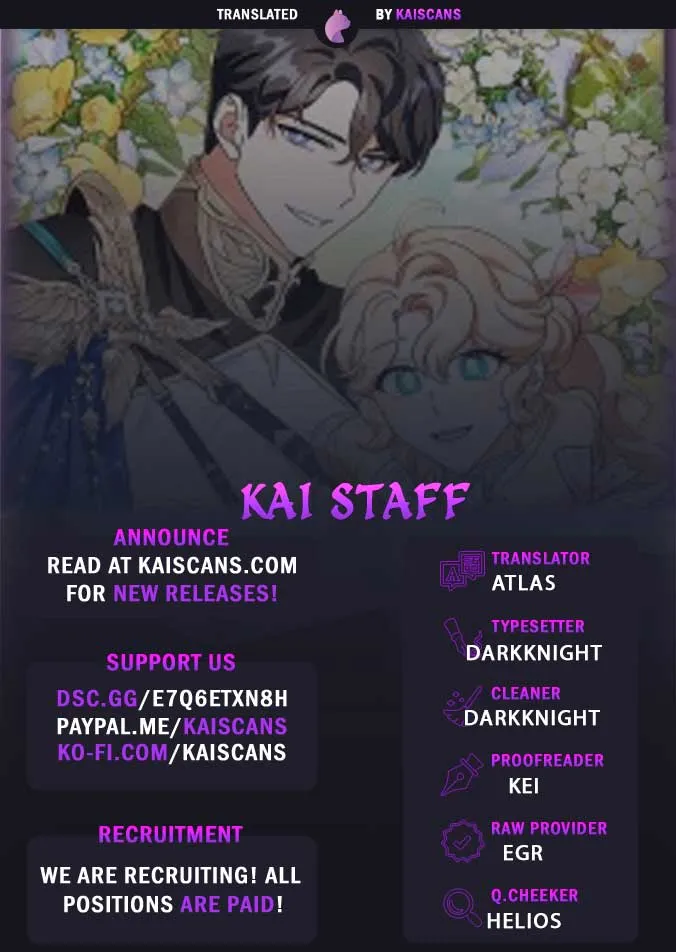 TRANSLATED BY KAISCANS
KAI STAFF
ANNOUNCE
READ AT KAISCANS.COM
FOR NEW RELEASES!
SUPPORT US
DSC.GG/E7Q6ETXN8H
PAYPAL.ME/KAISCANS
KO-FI.COM/KAISCANS
RECRUITMENT
WE ARE RECRUITING! ALL
POSITIONS ARE PAID!
TRANSLATOR
ATLAS
TYPESETTER
DARKKNIGHT
CLEANER
DARKKNIGHT
PROOFREADER
KEI
RAW PROVIDER
EGR
Q.CHEEKER
HELIOS